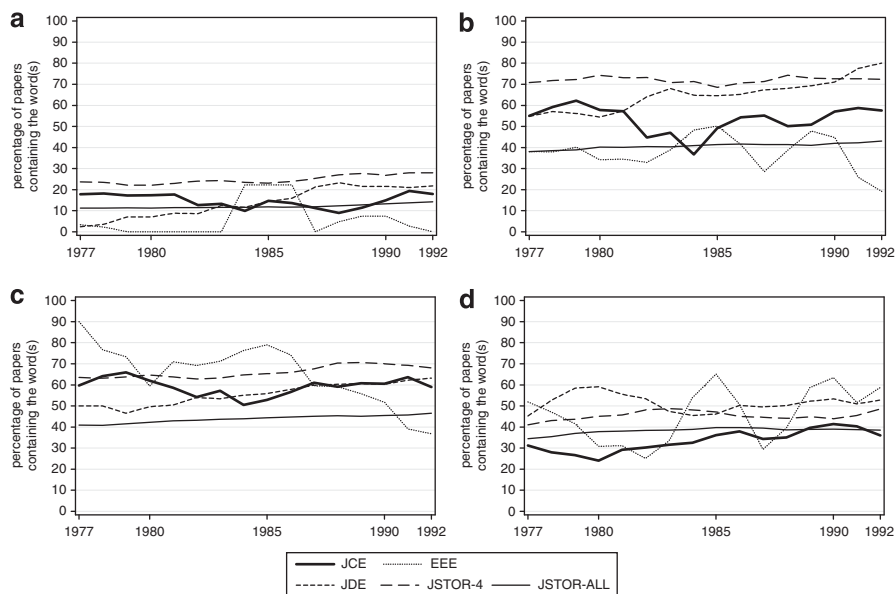 a
percentage of papers
containing the word(s)
100
90
80
70
60
50
40
30
20
10
0
1977 1980 1985 1990 1992
b
percentage of papers
containing the word(s)
100
90
80
70
60
50
40
30
20
10
0
1977 1980 1985 1990 1992
c
percentage of papers
containing the word(s)
100
90
80
70
60
50
40
30
20
10
0
1977 1980 1985 1990 1992
d
percentage of papers
containing the word(s)
100
90
80
70
60
50
40
30
20
10
0
1977 1980 1985 1990 1992
JCE EEE
JDE JSTOR-4 JSTOR-ALL